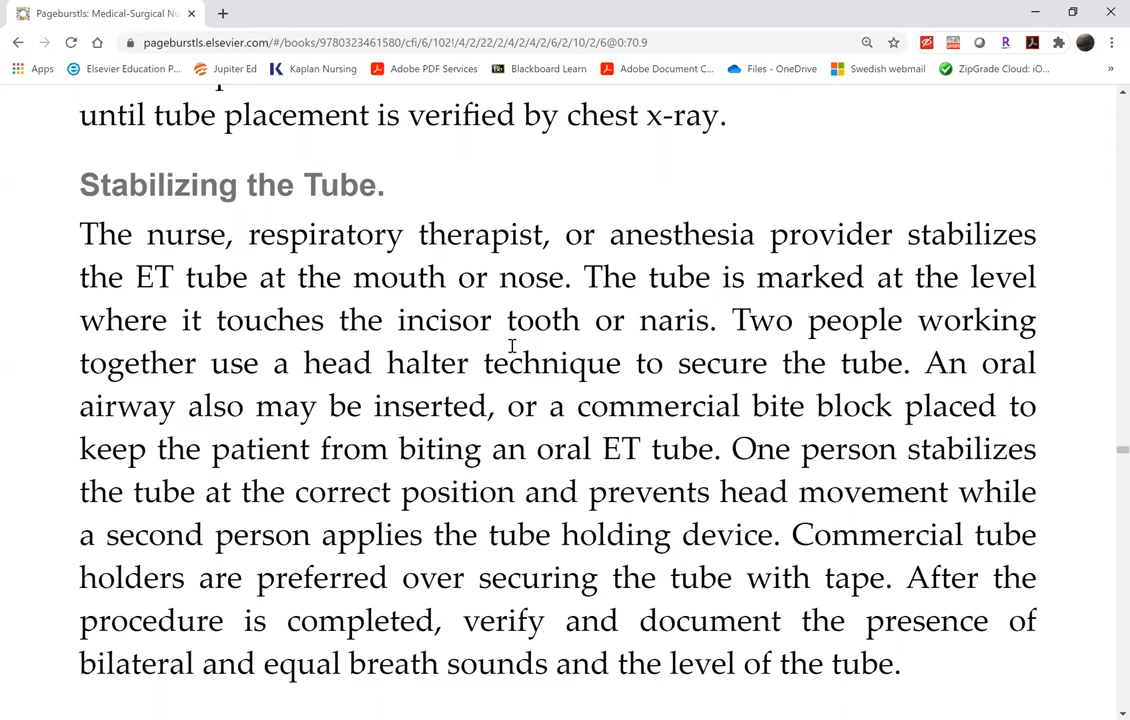 Pageburstls: Medical-Surgical Nu
pageburstls.elsevier.com/#/books/9780323461580/cfi/6/102!/4/2/22/2/4/2/4/2/6/2/10/2/6@0:70.9
Apps Elsevier Education P... Jupiter Ed Kaplan Nursing Adobe PDF Services Blackboard Learn Adobe Document C... Files - OneDrive Swedish webmail ZipGrade Cloud: iO... »
until tube placement is verified by chest x-ray.
Stabilizing the Tube.
The nurse, respiratory therapist, or anesthesia provider stabilizes
the ET tube at the mouth or nose. The tube is marked at the level
where it touches the incisor tooth or naris. Two people working
together use a head halter technique to secure the tube. An oral
airway also may be inserted, or a commercial bite block placed to
keep the patient from biting an oral ET tube. One person stabilizes
the tube at the correct position and prevents head movement while
a second person applies the tube holding device. Commercial tube
holders are preferred over securing the tube with tape. After the
procedure is completed, verify and document the presence of
bilateral and equal breath sounds and the level of the tube.